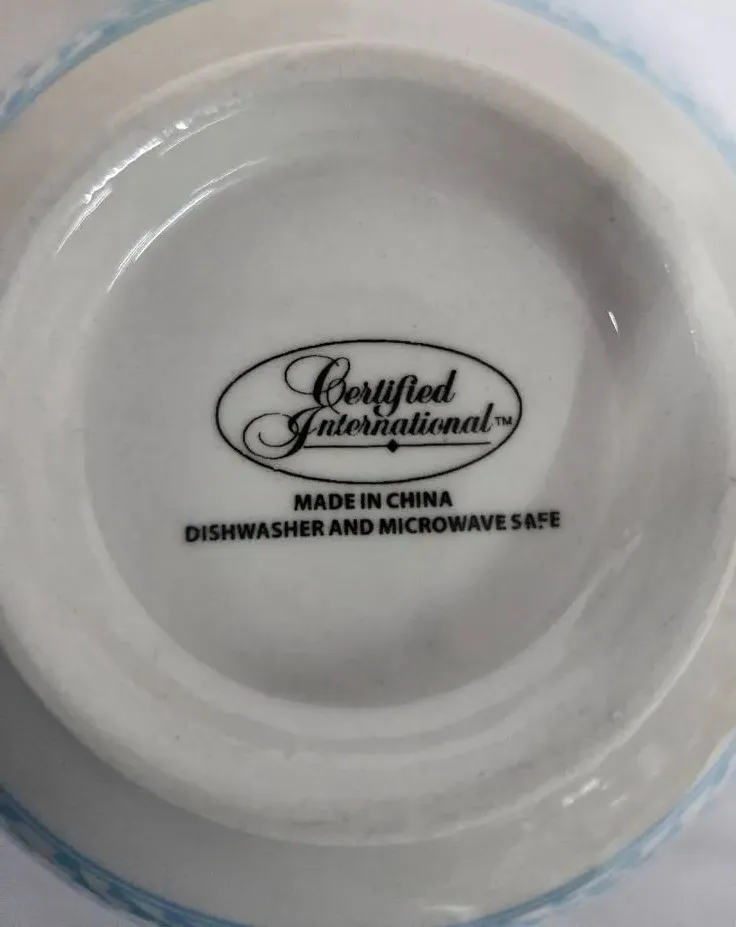 Certified
International™
MADE IN CHINA
DISHWASHER AND MICROWAVE SAFE